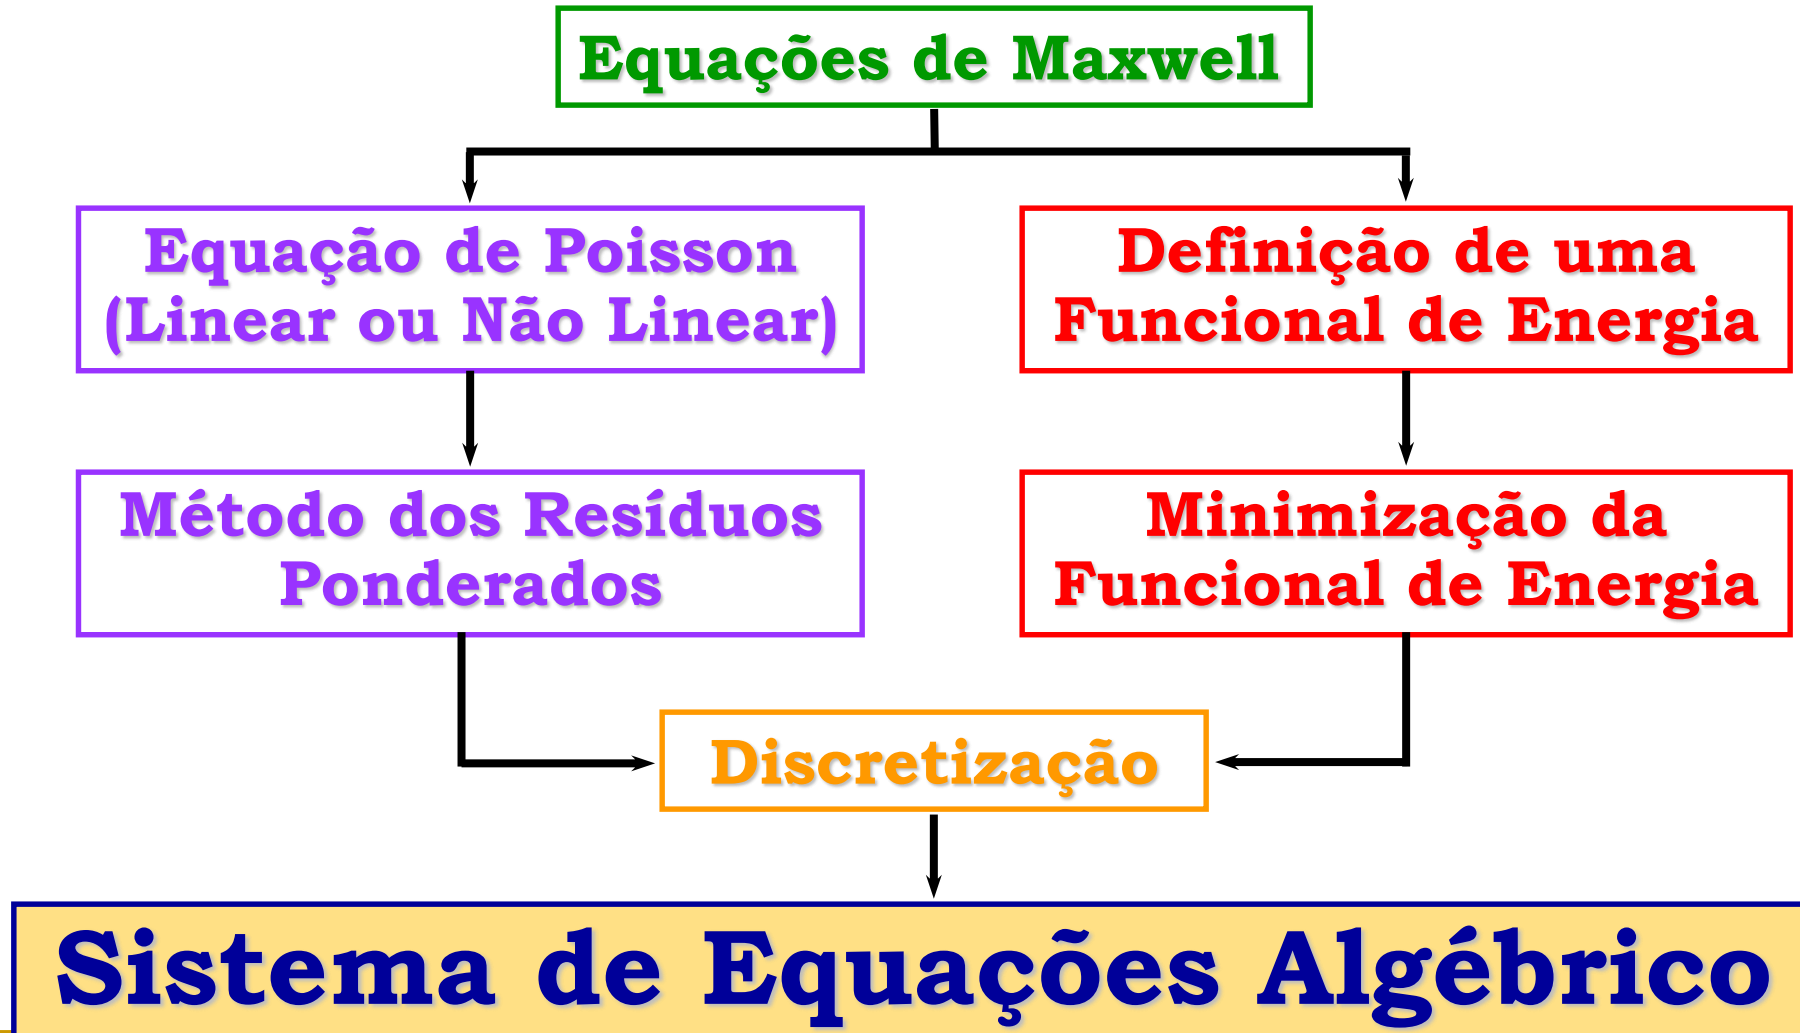 Equações de Maxwell
Equação de Poisson
(Linear ou Não Linear)
Definição de uma
Funcional de Energia
Método dos Resíduos
Ponderados
Minimização da
Funcional de Energia
Discretização
Sistema de Equações Algébrico